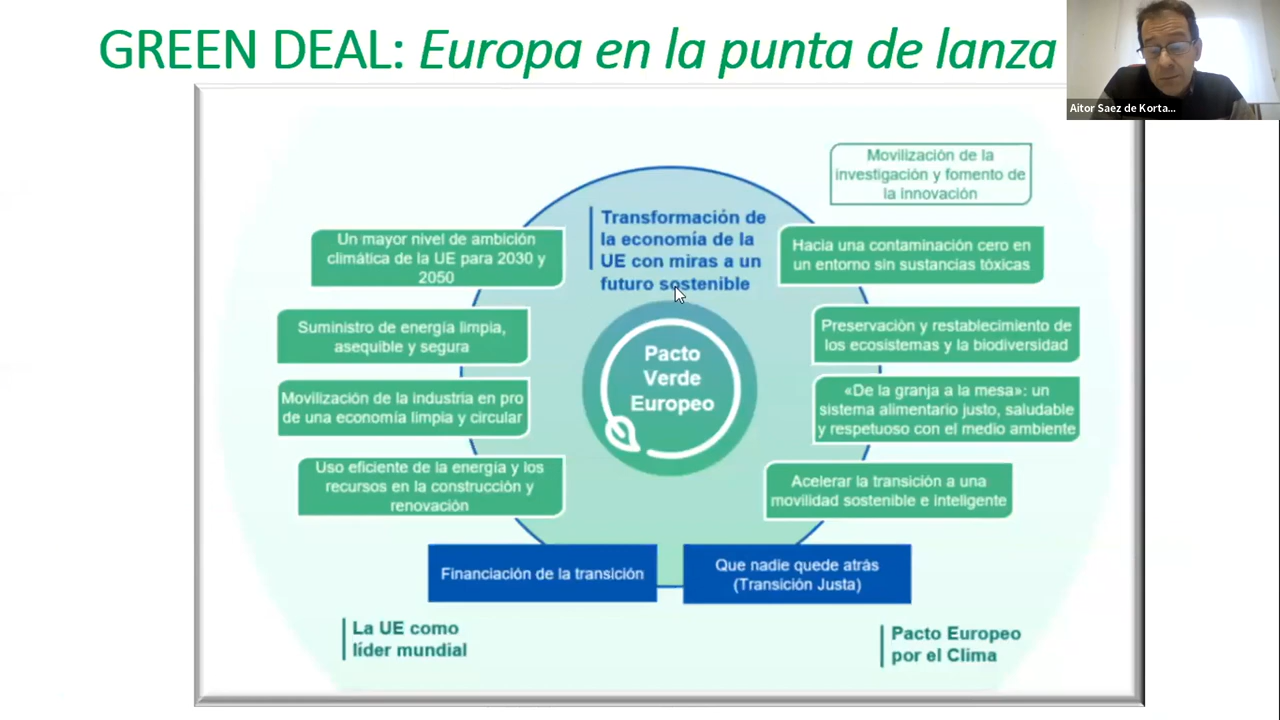 GREEN DEAL: Europa en la punta de lanza
Aitor Saez de Korta...
Movilización de la
investigación y fomento de
la innovación
Transformación de
la economía de la
UE con miras a un
futuro sostenible
Un mayor nivel de ambición
climática de la UE para 2030 y
2050
Hacia una contaminación cero en
un entorno sin sustancias tóxicas
Suministro de energía limpia,
asequible y segura
Preservación y restablecimiento de
los ecosistemas y la biodiversidad
Pacto
Verde
Europeo
Movilización de la industria en pro
de una economía limpia y circular
«De la granja a la mesa»: un
sistema alimentario justo, saludable
y respetuoso con el medio ambiente
Uso eficiente de la energía y los
recursos en la construcción y
renovación
Acelerar la transición a una
movilidad sostenible e inteligente
Financiación de la transición
Que nadie quede atrás
(Transición Justa)
La UE como
líder mundial
Pacto Europeo
por el Clima